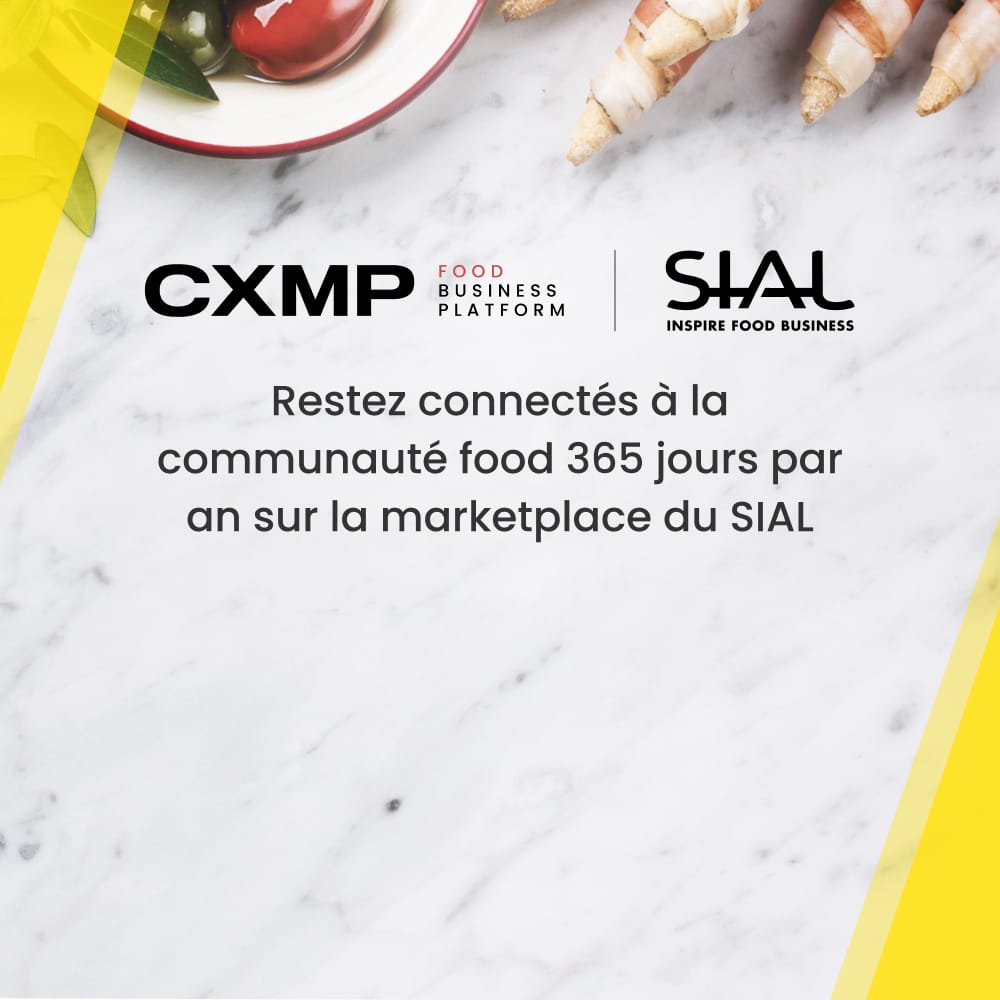 CXMP
FOOD
BUSINESS
PLATFORM
SIAL
INSPIRE FOOD BUSINESS
Restez connectés à la
communauté food 365 jours par
an sur la marketplace du SIAL